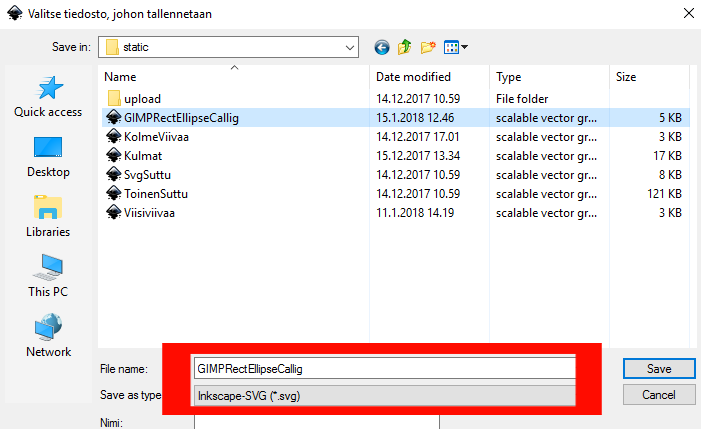 Valitse tiedosto, johon tallennetaan
Save in: static
Name Date modified Type Size
upload 14.12.2017 10.59 File folder
GIMPRectEllipseCallig 15.1.2018 12.46 scalable vector gr... 5 KB
KolmeViivaa 14.12.2017 17.01 scalable vector gr... 3 KB
Kulmat 15.12.2017 13.34 scalable vector gr... 17 KB
SvgSuttu 14.12.2017 10.59 scalable vector gr... 8 KB
ToinenSuttu 14.12.2017 10.59 scalable vector gr... 121 KB
Viisiviivaa 11.1.2018 14.19 scalable vector gr... 3 KB
Quick access
Desktop
Libraries
This PC
Network
File name: GIMPRectEllipseCallig Save
Save as type Inkscape-SVG (*.svg) Cancel
Nimi: